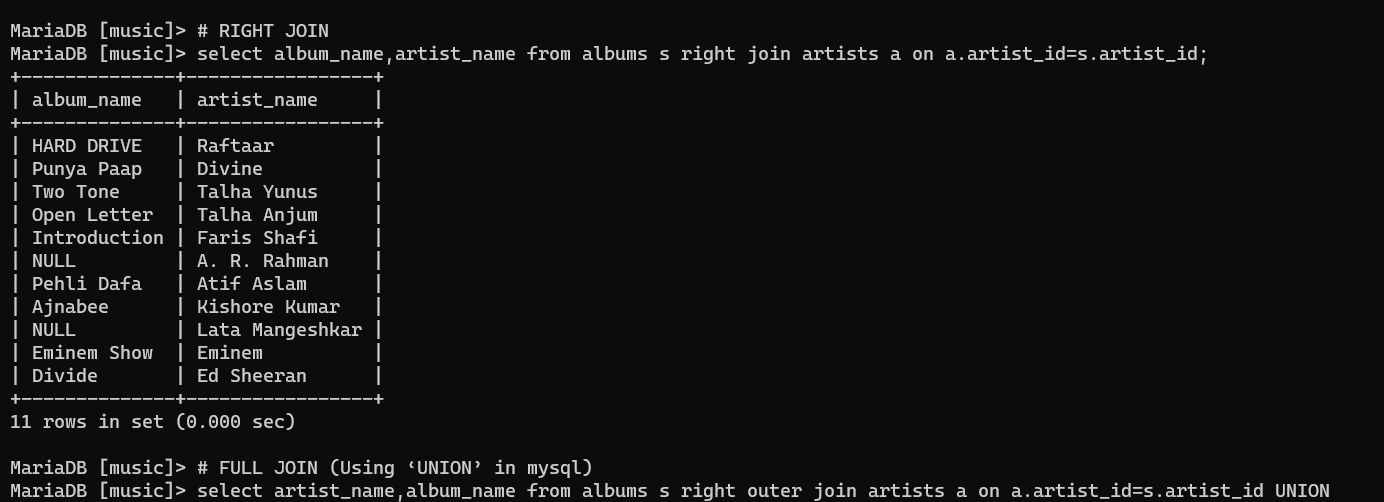 MariaDB [music]> # RIGHT JOIN
MariaDB [music]> select album_name,artist_name from albums s right join artists a on a.artist_id=s.artist_id;
+--------------+-----------------+
| album_name   | artist_name     |
+--------------+-----------------+
| HARD DRIVE   | Raftaar         |
| Punya Paap   | Divine          |
| Two Tone     | Talha Yunus     |
| Open Letter  | Talha Anjum     |
| Introduction | Faris Shafi     |
| NULL         | A. R. Rahman    |
| Pehli Dafa   | Atif Aslam      |
| Ajnabee      | Kishore Kumar   |
| NULL         | Lata Mangeshkar |
| Eminem Show  | Eminem          |
| Divide       | Ed Sheeran      |
+--------------+-----------------+
11 rows in set (0.000 sec)

MariaDB [music]> # FULL JOIN (Using ‘UNION’ in mysql)
MariaDB [music]> select artist_name,album_name from albums s right outer join artists a on a.artist_id=s.artist_id UNION